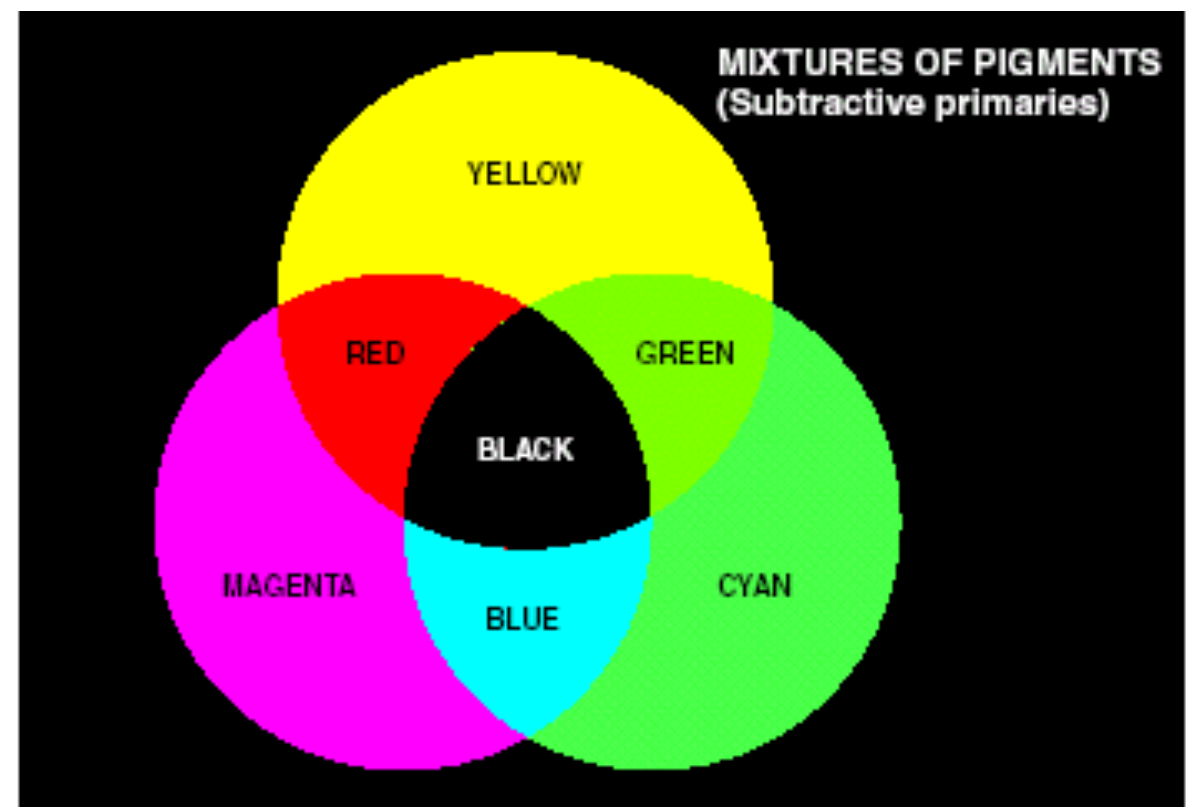 MIXTURES OF PIGMENTS
(Subtractive primaries)
YELLOW
RED
GREEN
BLACK
MAGENTA
CYAN
BLUE